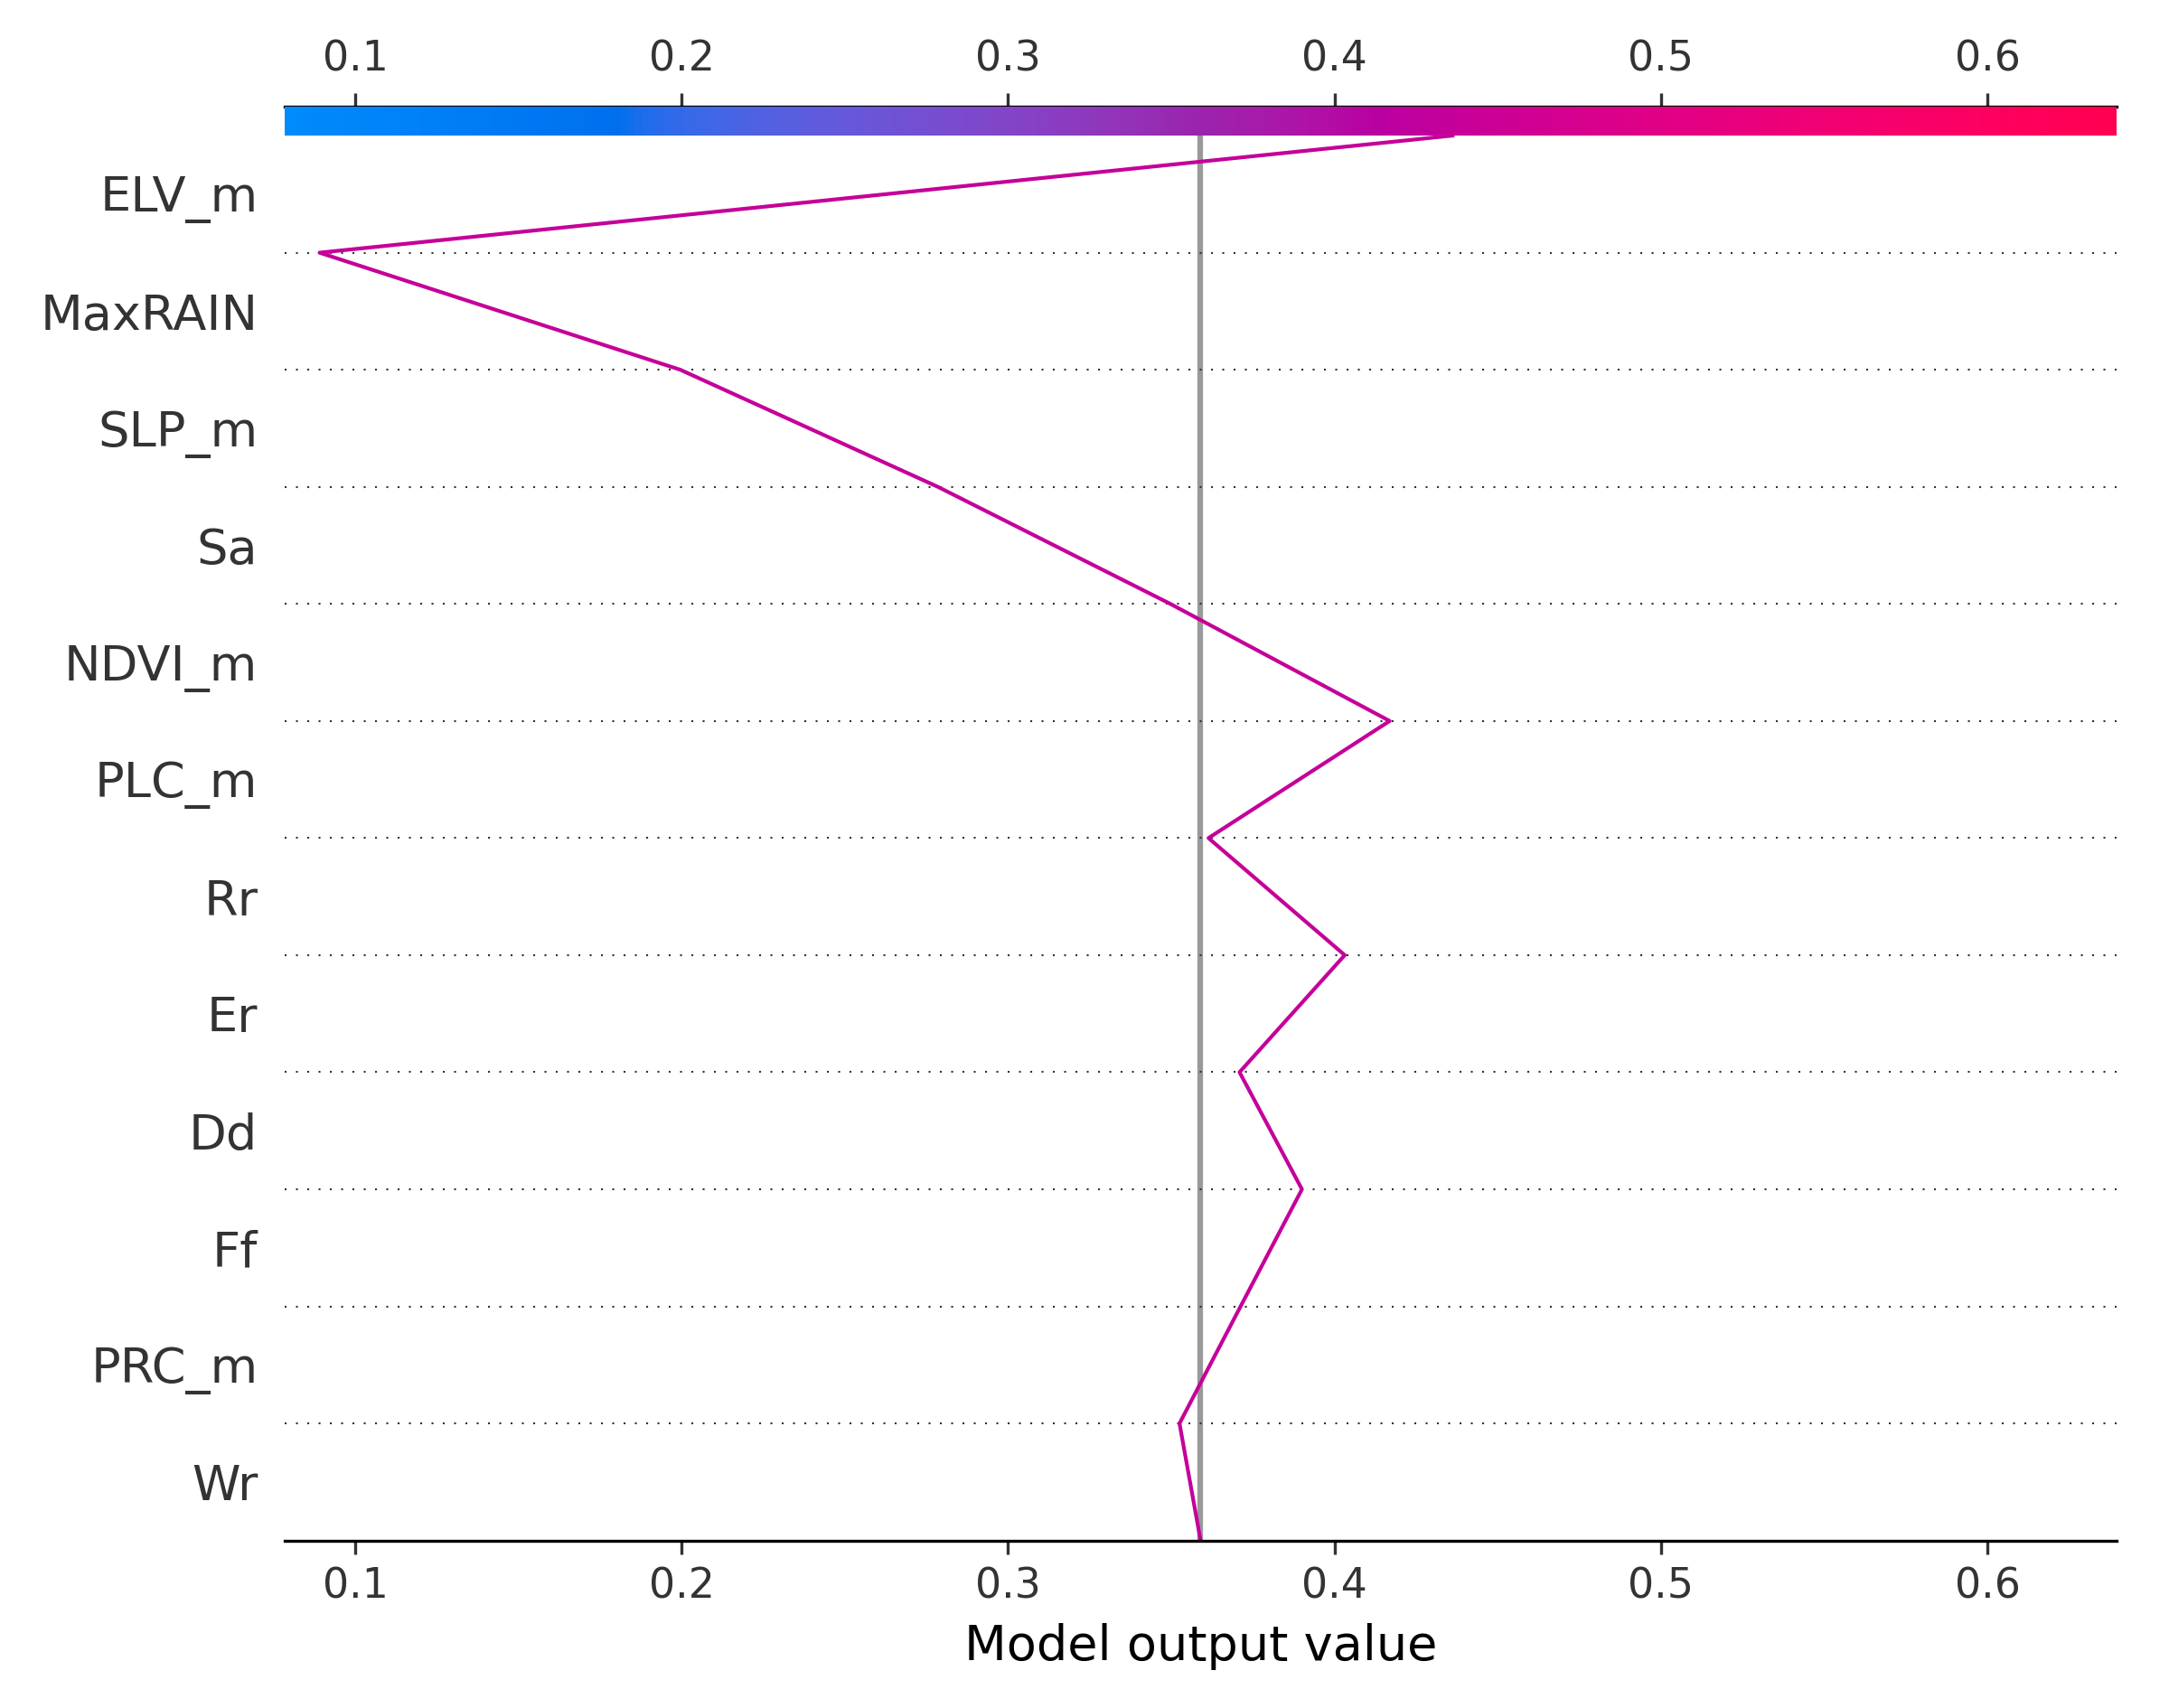 0.1 0.2 0.3 0.4 0.5 0.6
ELV_m
MaxRAIN
SLP_m
Sa
NDVI_m
PLC_m
Rr
Er
Dd
Ff
PRC_m
Wr
0.1 0.2 0.3 0.4 0.5 0.6
Model output value